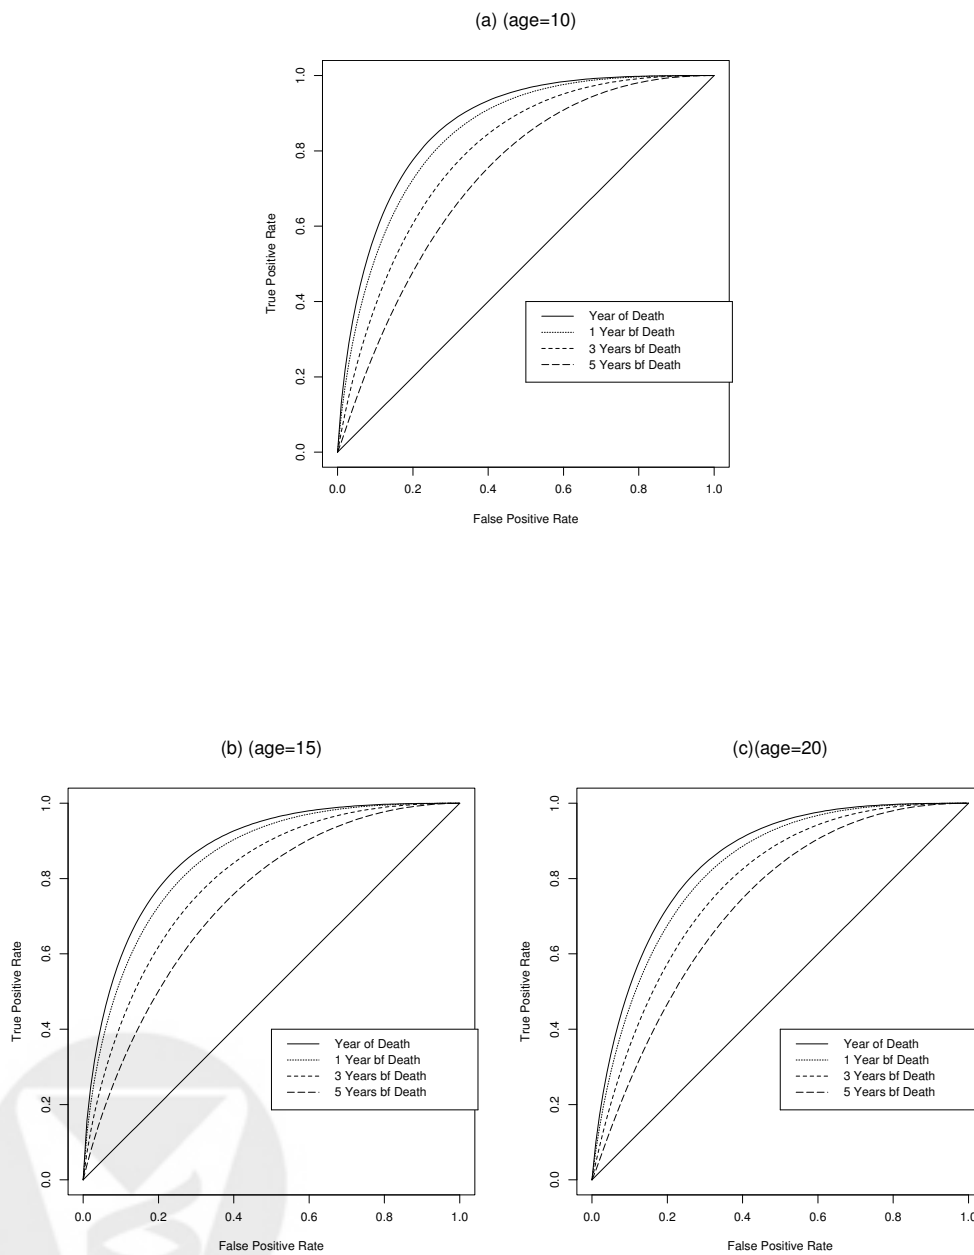 (a) (age=10)
1.0
0.8
0.6
0.4
0.2
0.0
True Positive Rate
Year of Death
1 Year bf Death
3 Years bf Death
5 Years bf Death
0.0 0.2 0.4 0.6 0.8 1.0
False Positive Rate
(b) (age=15)
1.0
0.8
0.6
0.4
0.2
0.0
True Positive Rate
Year of Death
1 Year bf Death
3 Years bf Death
5 Years bf Death
0.0 0.2 0.4 0.6 0.8 1.0
False Positive Rate
(c)(age=20)
1.0
0.8
0.6
0.4
0.2
0.0
True Positive Rate
Year of Death
1 Year bf Death
3 Years bf Death
5 Years bf Death
0.0 0.2 0.4 0.6 0.8 1.0
False Positive Rate